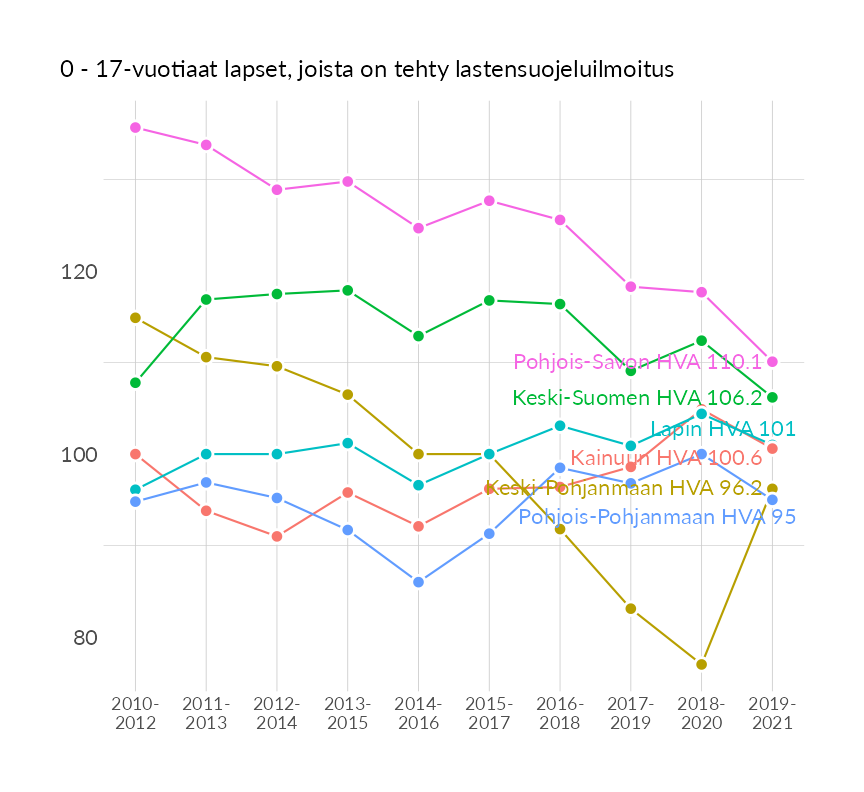 0 - 17-vuotiaat lapset, joista on tehty lastensuojeluilmoitus
120
100
80
Pohjois-Savon HVA 110.1
Keski-Suomen HVA 106.2
Lapin HVA 101
Kainuun HVA 100.6
Keski-Pohjanmaan HVA 96.2
Pohjois-Pohjanmaan HVA 95
2010- 2011- 2012- 2013- 2014- 2015- 2016- 2017- 2018- 2019-
2012 2013 2014 2015 2016 2017 2018 2019 2020 2021